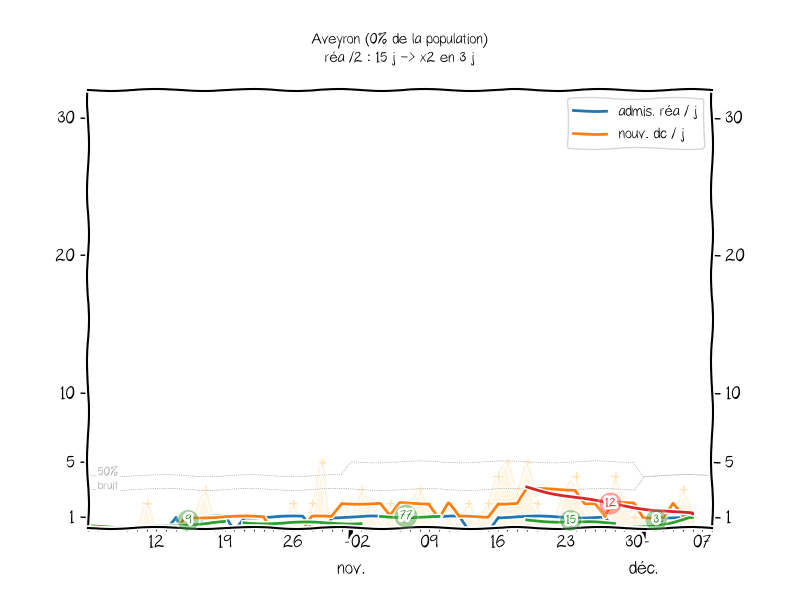 Aveyron (0% de la population)
réa /2 : 15 j -> x2 en 3 j
admis. réa / j
nouv. dc / j
30 30
20 20
10 10
5 5
1 1
50%
bruit
9 77 15 12 3
12 19 26 02 09 16 23 30 07
nov. déc.